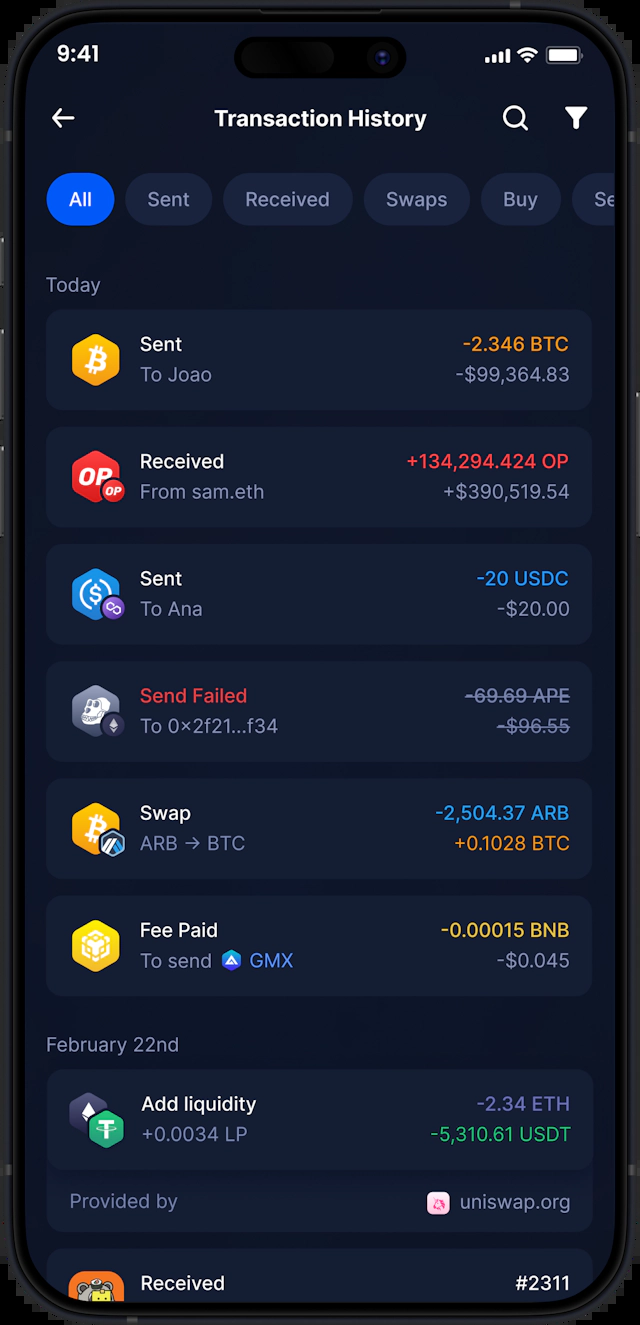 9:41
Transaction History
All Sent Received Swaps Buy Se
Today
Sent -2.346 BTC
To Joao -$99,364.83
OP OP
Received +134,294.424 OP
From sam.eth +$390,519.54
Sent -20 USDC
To Ana -$20.00
Send Failed -69.69 APE
To 0×2f21...f34 -$96.55
Swap -2,504.37 ARB
ARB → BTC +0.1028 BTC
Fee Paid -0.00015 BNB
To send GMX -$0.045
February 22nd
Add liquidity -2.34 ETH
+0.0034 LP -5,310.61 USDT
Provided by uniswap.org
Received #2311